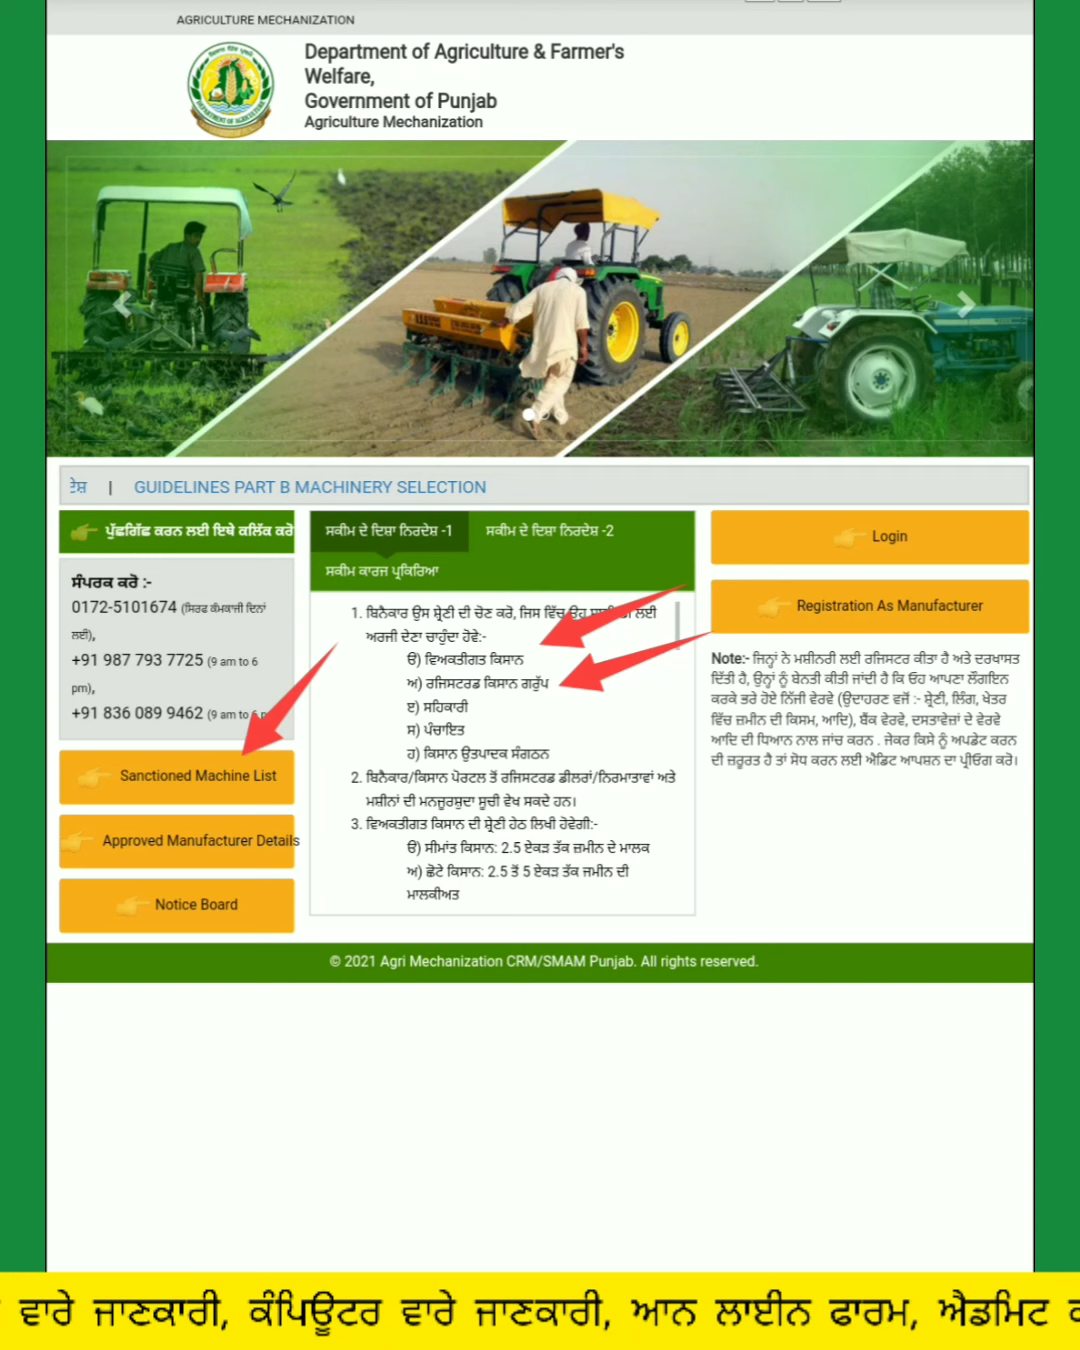 AGRICULTURE MECHANIZATION
Department of Agriculture & Farmer's
Welfare,
Government of Punjab
Agriculture Mechanization
ਦੇਸ਼ | GUIDELINES PART B MACHINERY SELECTION
ਪੁੱਛਗਿੱਛ ਕਰਨ ਲਈ ਇਥੇ ਕਲਿੱਕ ਕਰੋ
ਸੰਪਰਕ ਕਰੋ :-
0172-5101674 (ਸਿਰਫ ਕੰਮਕਾਜੀ ਦਿਨਾਂ
ਲਈ),
+91 987 793 7725 (9 am to 6
pm),
+91 836 089 9462 (9 am to 6
Sanctioned Machine List
Approved Manufacturer Details
Notice Board
ਸਕੀਮ ਦੇ ਦਿਸ਼ਾ ਨਿਰਦੇਸ਼ -1
ਸਕੀਮ ਦੇ ਦਿਸ਼ਾ ਨਿਰਦੇਸ਼ -2
ਸਕੀਮ ਕਾਰਜ ਪ੍ਰਕਿਰਿਆ
1. ਬਿਨੈਕਾਰ ਉਸ ਸ਼੍ਰੇਣੀ ਦੀ ਚੋਣ ਕਰੋ, ਜਿਸ ਵਿੱਚ ਉਹ ਲਈ
ਅਰਜੀ ਦੇਣਾ ਚਾਹੁੰਦਾ ਹੋਵੇ:-
ੳ) ਵਿਅਕਤੀਗਤ ਕਿਸਾਨ
ਅ) ਰਜਿਸਟਰਡ ਕਿਸਾਨ ਗਰੁੱਪ
ੲ) ਸਹਿਕਾਰੀ
ਸ) ਪੰਚਾਇਤ
ਹ) ਕਿਸਾਨ ਉਤਪਾਦਕ ਸੰਗਠਨ
2. ਬਿਨੈਕਾਰ/ਕਿਸਾਨ ਪੋਰਟਲ ਤੋਂ ਰਜਿਸਟਰਡ ਡੀਲਰਾਂ/ਨਿਰਮਾਤਾਵਾਂ ਅਤੇ
ਮਸ਼ੀਨਾਂ ਦੀ ਮਨਜੂਰਸ਼ੁਦਾ ਸੂਚੀ ਵੇਖ ਸਕਦੇ ਹਨ।
3. ਵਿਅਕਤੀਗਤ ਕਿਸਾਨ ਦੀ ਸ਼੍ਰੇਣੀ ਹੇਠ ਲਿਖੀ ਹੋਵੇਗੀ:-
ੳ) ਸੀਮਾਂਤ ਕਿਸਾਨ: 2.5 ਏਕੜ ਤੱਕ ਜ਼ਮੀਨ ਦੇ ਮਾਲਕ
ਅ) ਛੋਟੇ ਕਿਸਾਨ: 2.5 ਤੋਂ 5 ਏਕੜ ਤੱਕ ਜਮੀਨ ਦੀ
ਮਾਲਕੀਅਤ
Login
Registration As Manufacturer
Note:- ਜਿਨ੍ਹਾਂ ਨੇ ਮਸ਼ੀਨਰੀ ਲਈ ਰਜਿਸਟਰ ਕੀਤਾ ਹੈ ਅਤੇ ਦਰਖਾਸਤ
ਦਿੱਤੀ ਹੈ, ਉਨ੍ਹਾਂ ਨੂੰ ਬੇਨਤੀ ਕੀਤੀ ਜਾਂਦੀ ਹੈ ਕਿ ਓਹ ਆਪਣਾ ਲੌਗਇਨ
ਕਰਕੇ ਭਰੇ ਹੋਏ ਨਿੱਜੀ ਵੇਰਵੇ (ਉਦਾਹਰਣ ਵਜੋਂ :- ਸ਼੍ਰੇਣੀ, ਲਿੰਗ, ਖੇਤਰ
ਵਿੱਚ ਜ਼ਮੀਨ ਦੀ ਕਿਸਮ, ਆਦਿ), ਬੈਂਕ ਵੇਰਵੇ, ਦਸਤਾਵੇਜ਼ਾਂ ਦੇ ਵੇਰਵੇ
ਆਦਿ ਦੀ ਧਿਆਨ ਨਾਲ ਜਾਂਚ ਕਰਨ . ਜੇਕਰ ਕਿਸੇ ਨੂੰ ਅਪਡੇਟ ਕਰਨ
ਦੀ ਜ਼ਰੂਰਤ ਹੈ ਤਾਂ ਸੋਧ ਕਰਨ ਲਈ ਐਡਿਟ ਆਪਸ਼ਨ ਦਾ ਪ੍ਰਯੋਗ ਕਰੋ।
© 2021 Agri Mechanization CRM/SMAM Punjab. All rights reserved.
ਵਾਰੇ ਜਾਣਕਾਰੀ, ਕੰਪਿਊਟਰ ਵਾਰੇ ਜਾਣਕਾਰੀ, ਆਨ ਲਾਈਨ ਫਾਰਮ, ਐਡਮਿਟ